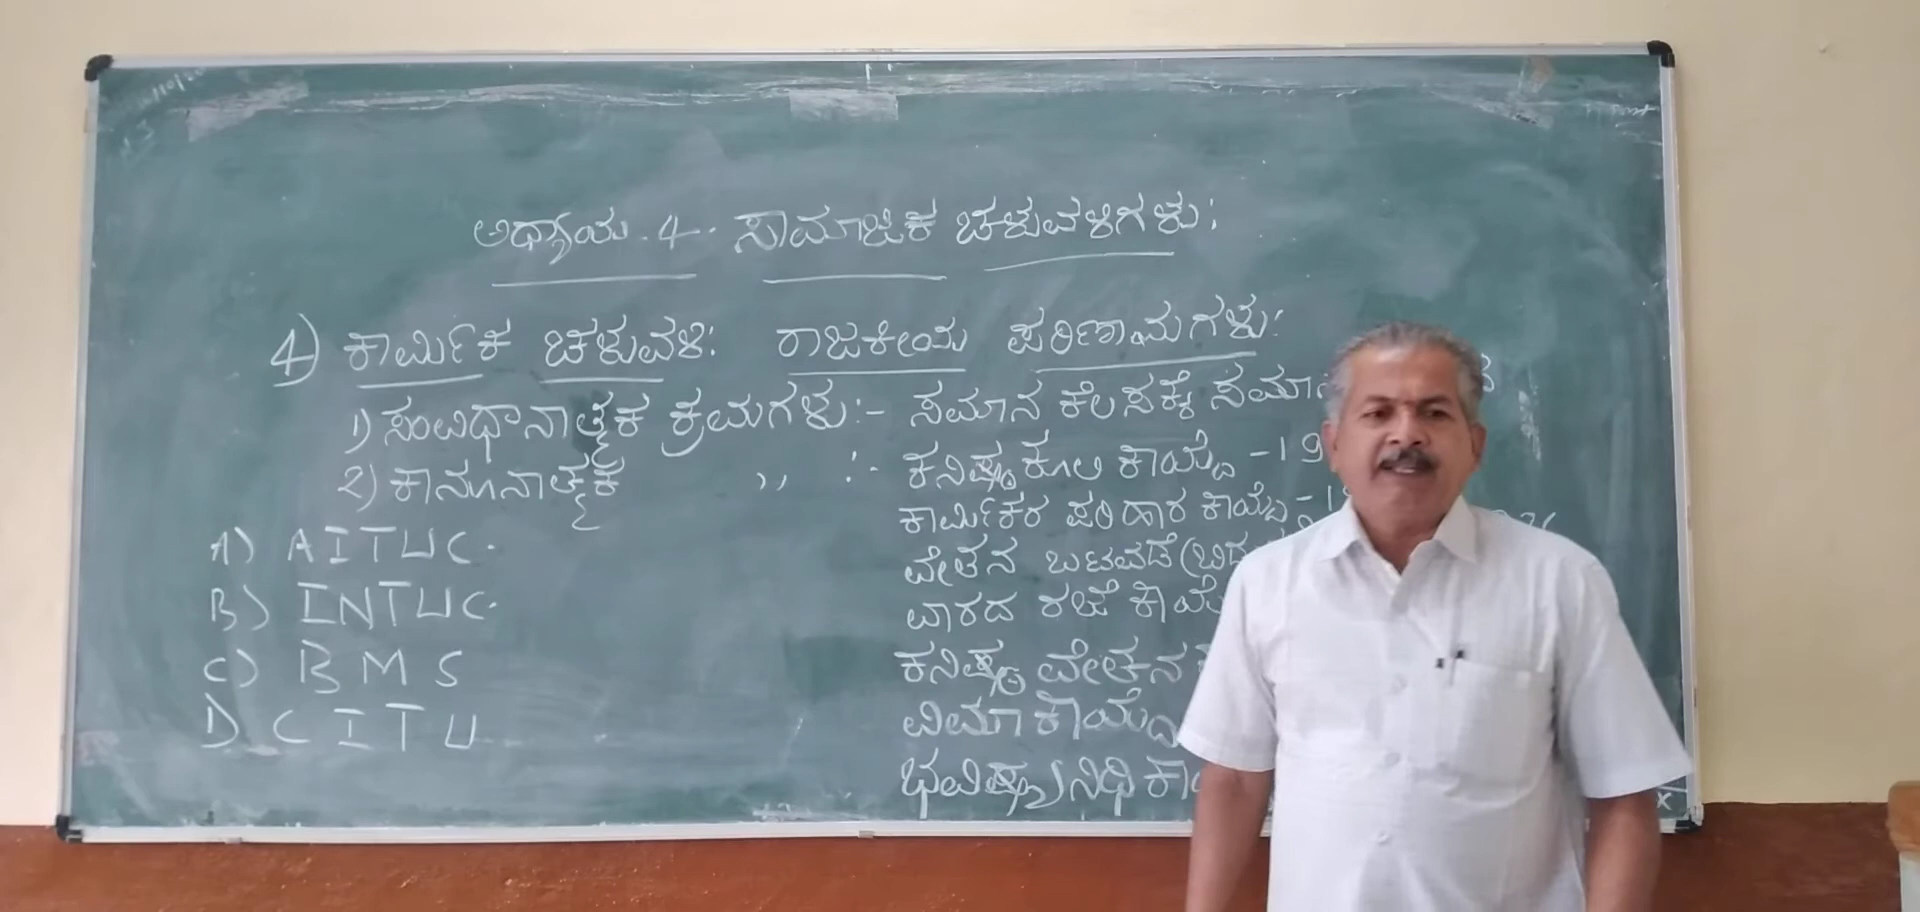 ಅಧ್ಯಾಯ. 4. ಸಾಮಾಜಿಕ ಚಳುವಳಿಗಳು:
4) ಕಾರ್ಮಿಕ ಚಳುವಳಿ: ರಾಜಕೀಯ ಪರಿಣಾಮಗಳು:
1) ಸಂವಿಧಾನಾತ್ಮಕ ಕ್ರಮಗಳು:- ಸಮಾನ ಕೆಲಸಕ್ಕೆ ಸಮಾನ
2) ಕಾನೂನಾತ್ಮಕ ,, :- ಕನಿಷ್ಠ ಕೂಲಿ ಕಾಯ್ದೆ -19
ಕಾರ್ಮಿಕರ ಪರಿಹಾರ ಕಾಯ್ದೆ -1
ವೇತನ ಬಟವಡೆ
ವಾರದ ರಜೆ ಕಾಯ್ದೆ
ಕನಿಷ್ಠ ವೇತನ
ವಿಮಾ ಕಾಯ್ದೆ
ಭವಿಷ್ಯನಿಧಿ
A) AITUC.
B) INTUC.
C) BMS
D CITU